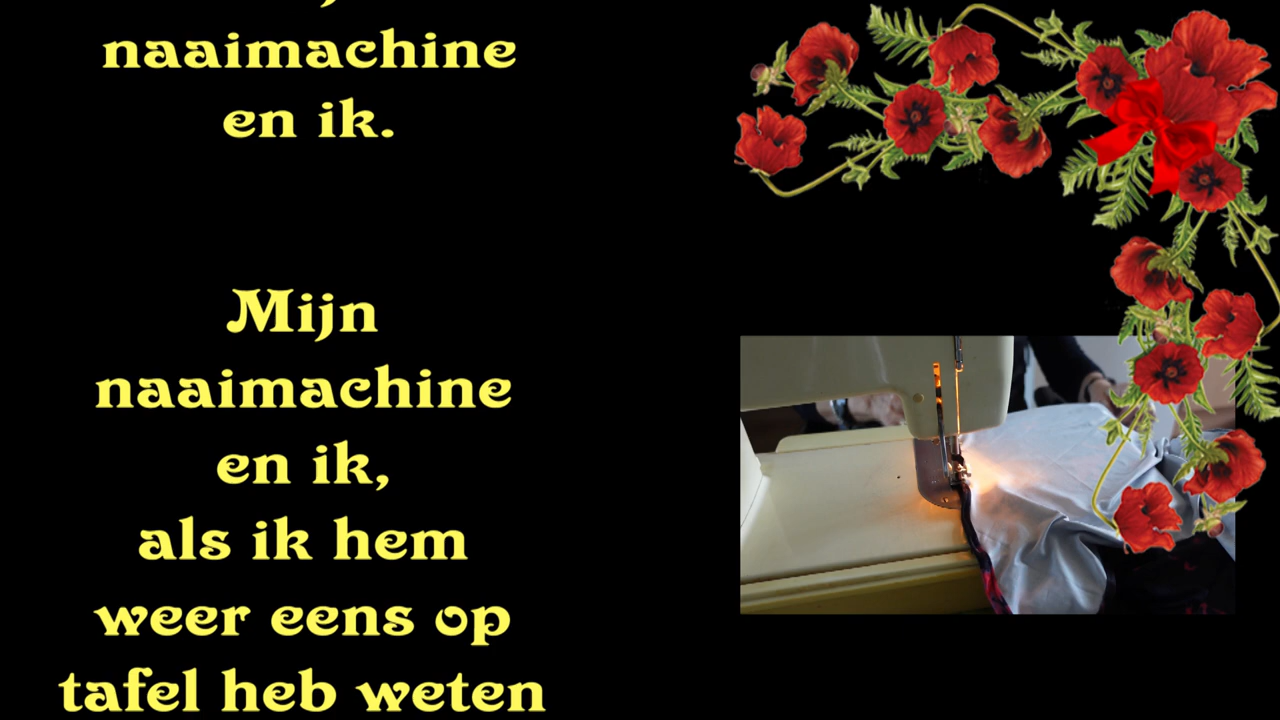 naaimachine
en ik.
Mijn
naaimachine
en ik,
als ik hem
weer eens op
tafel heb weten